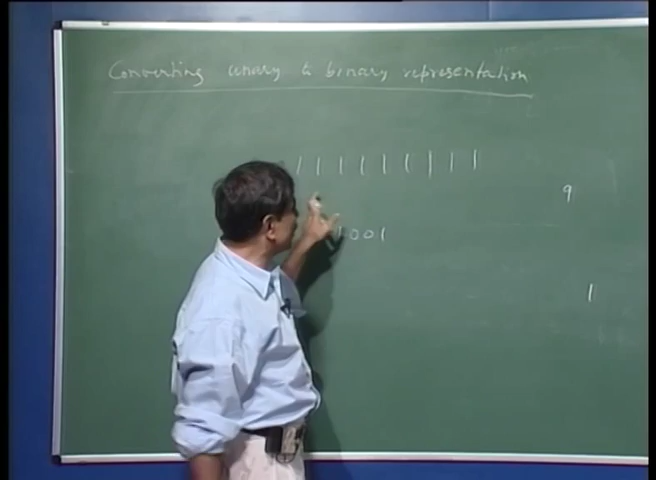 Converting unary to binary representation
| | | | | | | | |
9
1001
1